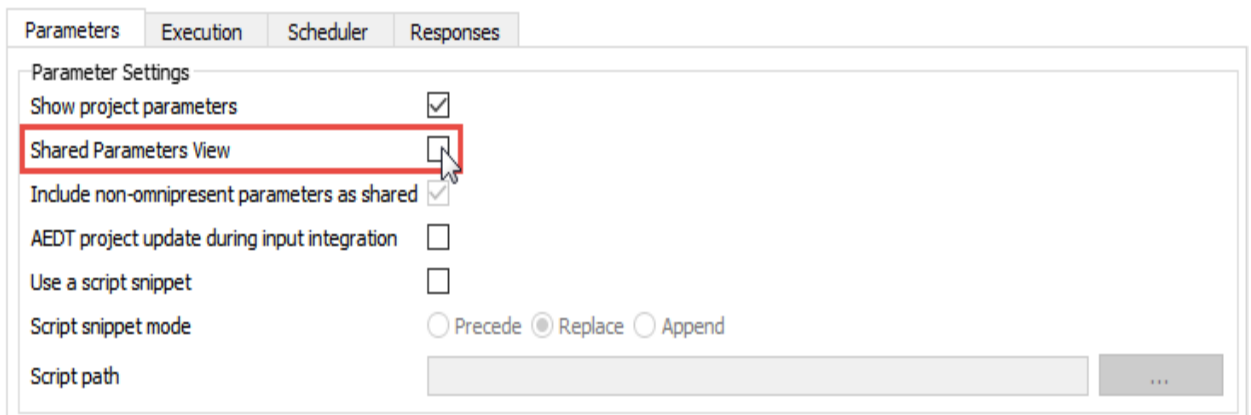 Parameters Execution Scheduler Responses
Parameter Settings
Show project parameters
Shared Parameters View
Include non-omnipresent parameters as shared
AEDT project update during input integration
Use a script snippet
Script snippet mode Precede Replace Append
Script path ...